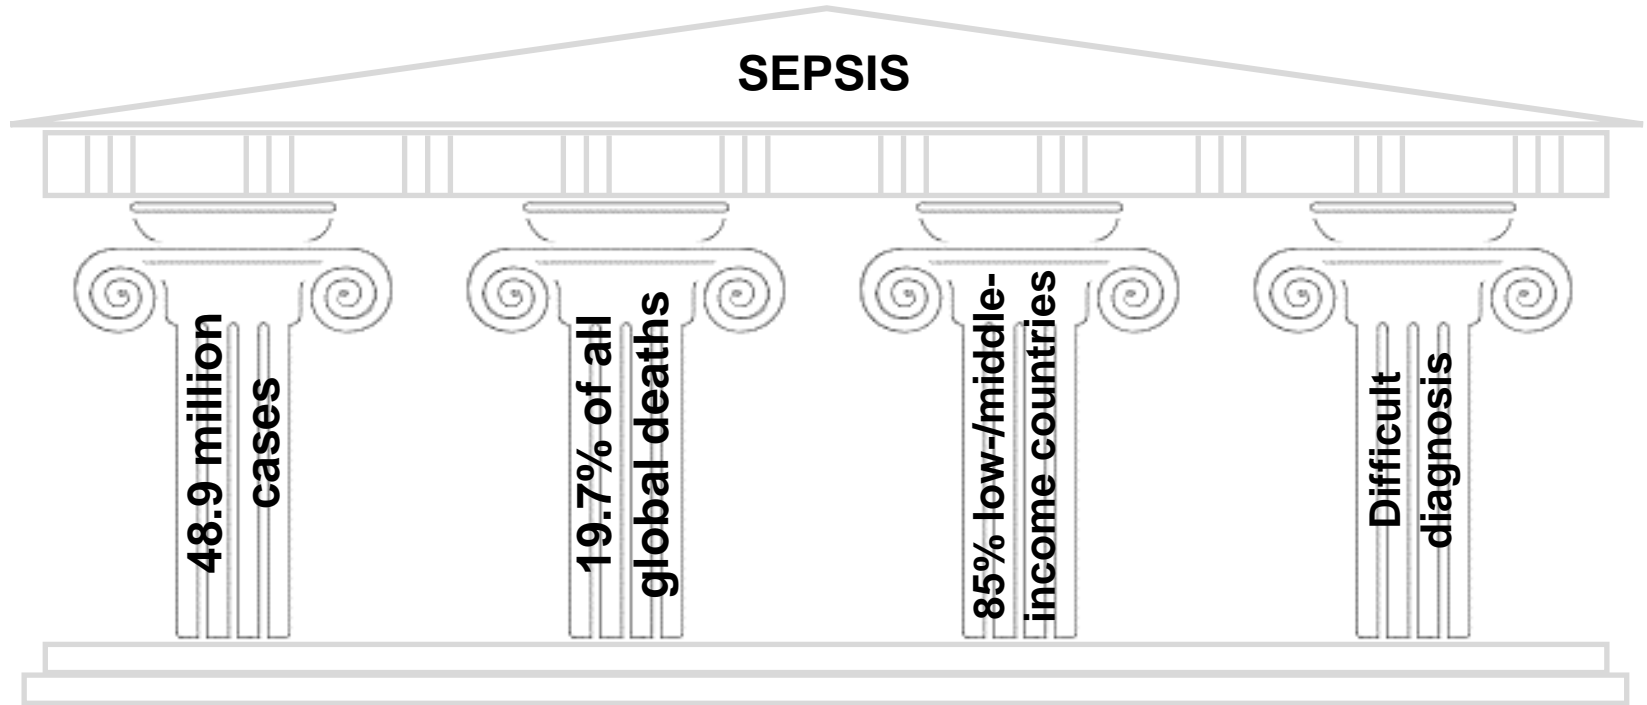 SEPSIS
48.9 million
cases
19.7% of all
global deaths
85% low-/middle-
income countries
Difficult
diagnosis